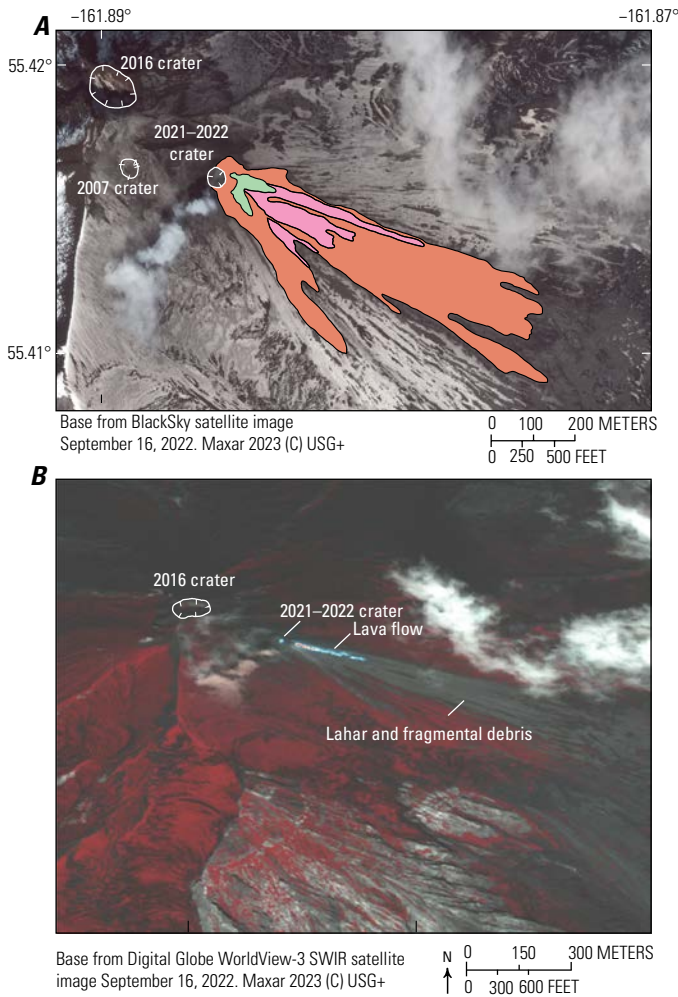 A
−161.89°
−161.87°
55.42°
2016 crater
2021–2022
crater
2007 crater
55.41°
Base from BlackSky satellite image
September 16, 2022. Maxar 2023 (C) USG+
0 100 200 METERS
0 250 500 FEET
B
2016 crater
2021–2022 crater
Lava flow
Lahar and fragmental debris
Base from Digital Globe WorldView-3 SWIR satellite
image September 16, 2022. Maxar 2023 (C) USG+
N
0 150 300 METERS
0 300 600 FEET